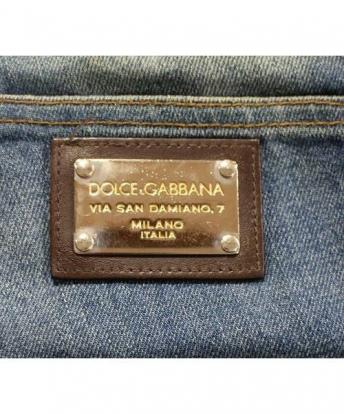 DOLCE&GABBANA
VIA SAN DAMIANO, 7
MILANO
ITALIA